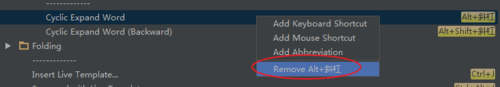 -------------
Cyclic Expand Word Alt+斜杠
Cyclic Expand Word (Backward) Alt+Shift+斜杠
Add Keyboard Shortcut
Add Mouse Shortcut
Add Abbreviation
Remove Alt+斜杠
Folding
-------------
Insert Live Template... Ctrl+J